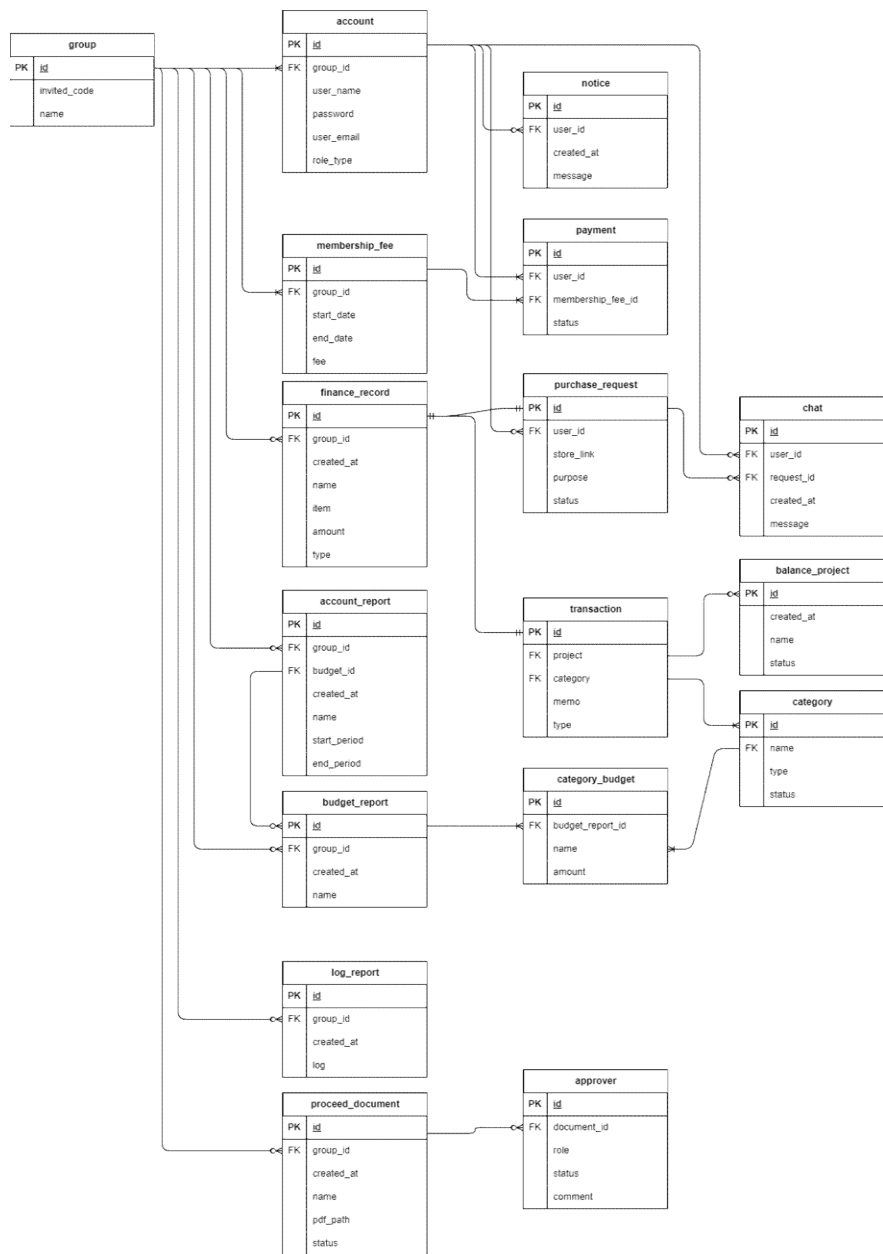 group
PK id
invited_code
name
account
PK id
FK group_id
user_name
password
user_email
role_type
notice
PK id
FK user_id
created_at
message
membership_fee
PK id
FK group_id
start_date
end_date
fee
payment
PK id
FK user_id
FK membership_fee_id
status
finance_record
PK id
FK group_id
created_at
name
item
amount
type
purchase_request
PK id
FK user_id
store_link
purpose
status
chat
PK id
FK user_id
FK request_id
created_at
message
account_report
PK id
FK group_id
FK budget_id
created_at
name
start_period
end_period
transaction
PK id
FK project
FK category
memo
type
balance_project
PK id
created_at
name
status
category
PK id
FK name
type
status
budget_report
PK id
FK group_id
created_at
name
category_budget
PK id
FK budget_report_id
name
amount
log_report
PK id
FK group_id
created_at
log
proceed_document
PK id
FK group_id
created_at
name
pdf_path
status
approver
PK id
FK document_id
role
status
comment